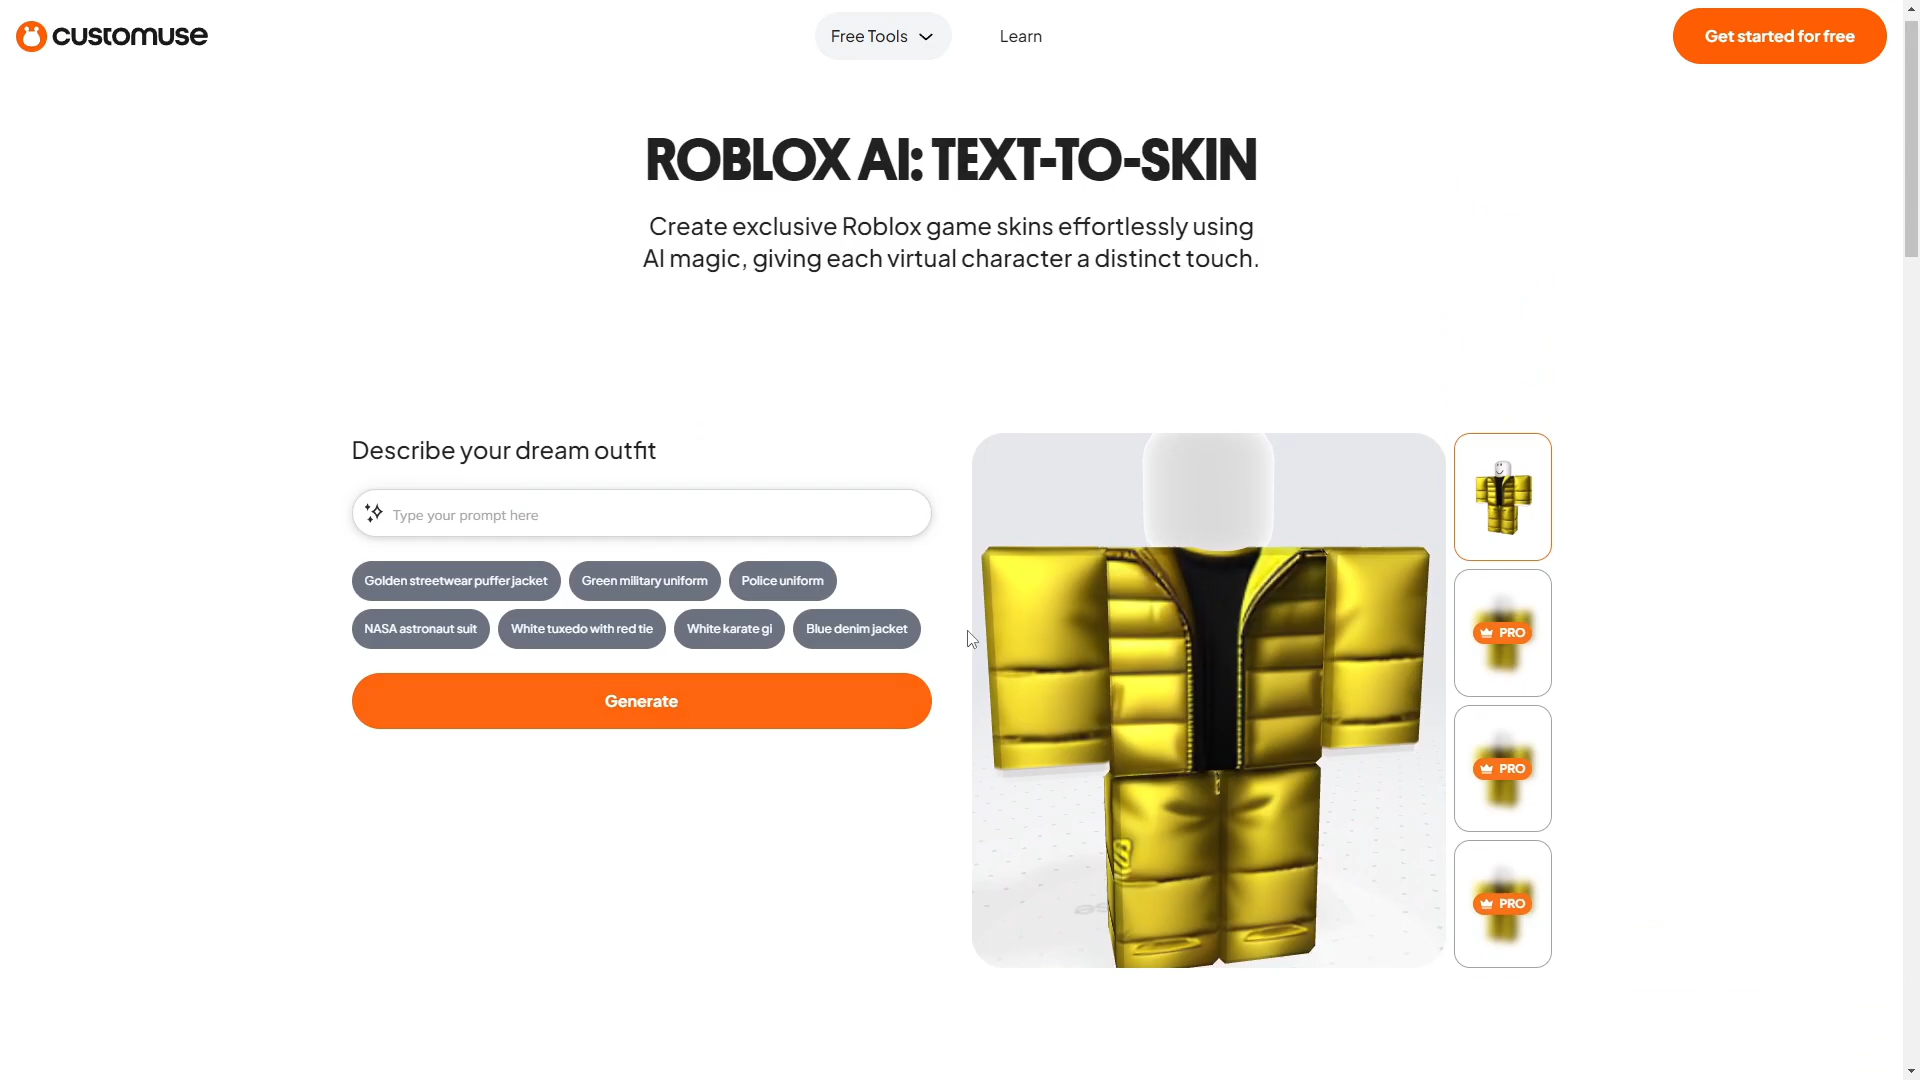 customuse
Free Tools
Learn
Get started for free
ROBLOX AI: TEXT-TO-SKIN
Create exclusive Roblox game skins effortlessly using
AI magic, giving each virtual character a distinct touch.
Describe your dream outfit
Type your prompt here
Golden streetwear puffer jacket
Green military uniform
Police uniform
NASA astronaut suit
White tuxedo with red tie
White karate gi
Blue denim jacket
Generate
PRO
PRO
PRO